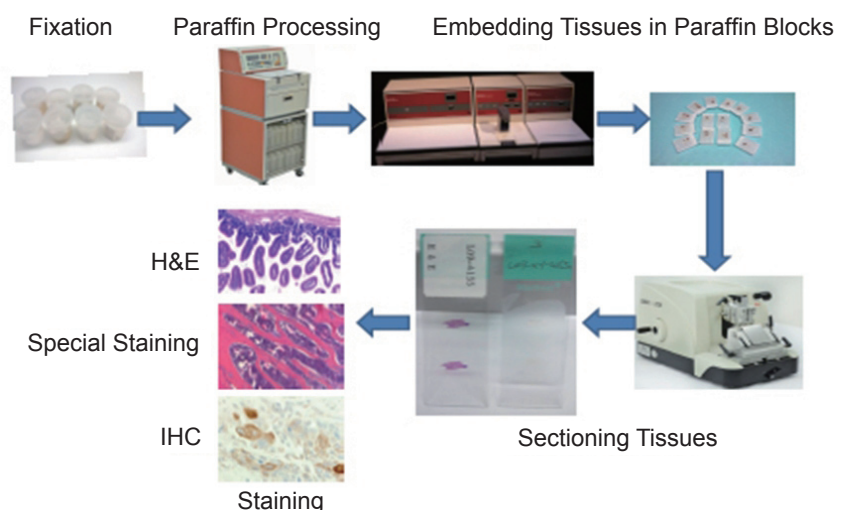 Fixation
Paraffin Processing
Embedding Tissues in Paraffin Blocks
H&E
Special Staining
IHC
Staining
H&E
Sectioning Tissues